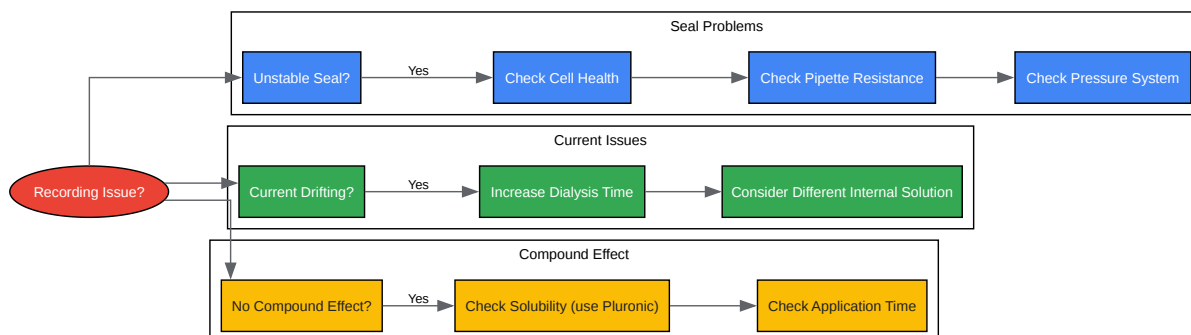 Seal Problems
Unstable Seal?
Yes
Check Cell Health
Check Pipette Resistance
Check Pressure System
Current Issues
Recording Issue?
Current Drifting?
Yes
Increase Dialysis Time
Consider Different Internal Solution
Compound Effect
No Compound Effect?
Yes
Check Solubility (use Pluronic)
Check Application Time